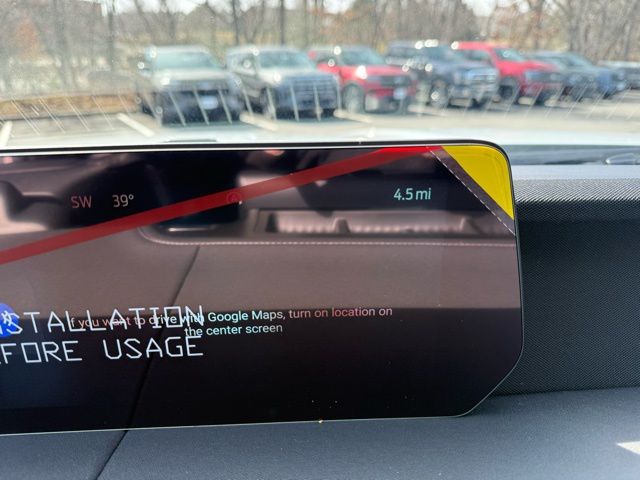 SW 39° 4.5 mi
If you want to drive with Google Maps, turn on location on
the center screen
STALLATION
FORE USAGE